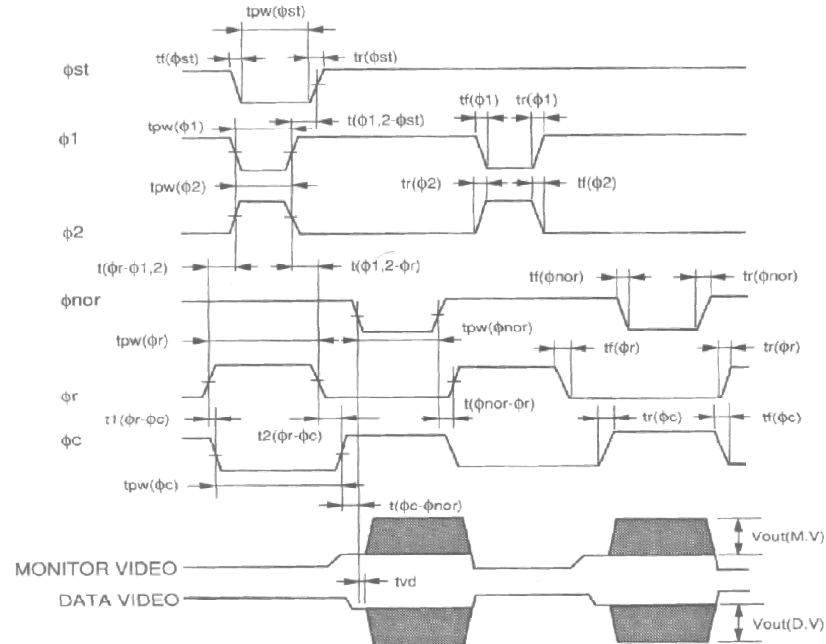 tpw(ϕst)
tf(ϕst)
tr(ϕst)
ϕst
tpw(ϕ1)
t(ϕ1,2-ϕst)
tf(ϕ1)
tr(ϕ1)
ϕ1
tpw(ϕ2)
tr(ϕ2)
tf(ϕ2)
ϕ2
t(ϕr-ϕ1,2)
t(ϕ1,2-ϕr)
tf(ϕnor)
tr(ϕnor)
ϕnor
tpw(ϕr)
tpw(ϕnor)
tf(ϕr)
tr(ϕr)
ϕr
t1(ϕr-ϕc)
t2(ϕr-ϕc)
t(ϕnor-ϕr)
tr(ϕc)
tf(ϕc)
ϕc
tpw(ϕc)
t(ϕc-ϕnor)
Vout(M.V)
MONITOR VIDEO
tvd
DATA VIDEO
Vout(D.V)